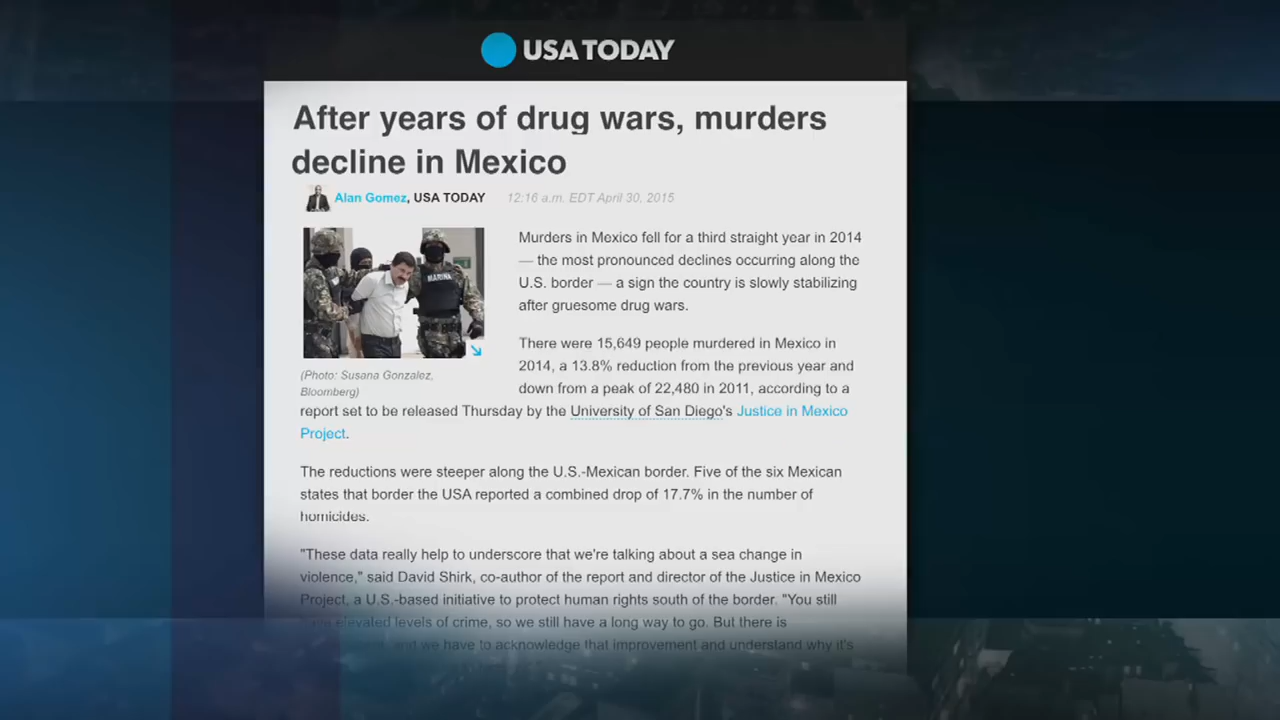 USA TODAY
After years of drug wars, murders
decline in Mexico
Alan Gomez, USA TODAY 12:16 a.m. EDT April 30, 2015
MARINA
(Photo: Susana Gonzalez,
Bloomberg)
Murders in Mexico fell for a third straight year in 2014
— the most pronounced declines occurring along the
U.S. border — a sign the country is slowly stabilizing
after gruesome drug wars.
There were 15,649 people murdered in Mexico in
2014, a 13.8% reduction from the previous year and
down from a peak of 22,480 in 2011, according to a
report set to be released Thursday by the University of San Diego's Justice in Mexico
Project.
The reductions were steeper along the U.S.-Mexican border. Five of the six Mexican
states that border the USA reported a combined drop of 17.7% in the number of
homicides.
"These data really help to underscore that we're talking about a sea change in
violence," said David Shirk, co-author of the report and director of the Justice in Mexico
Project, a U.S.-based initiative to protect human rights south of the border. "You still
elevated levels of crime, so we still have a long way to go. But there is
and we have to acknowledge that improvement and understand why it's